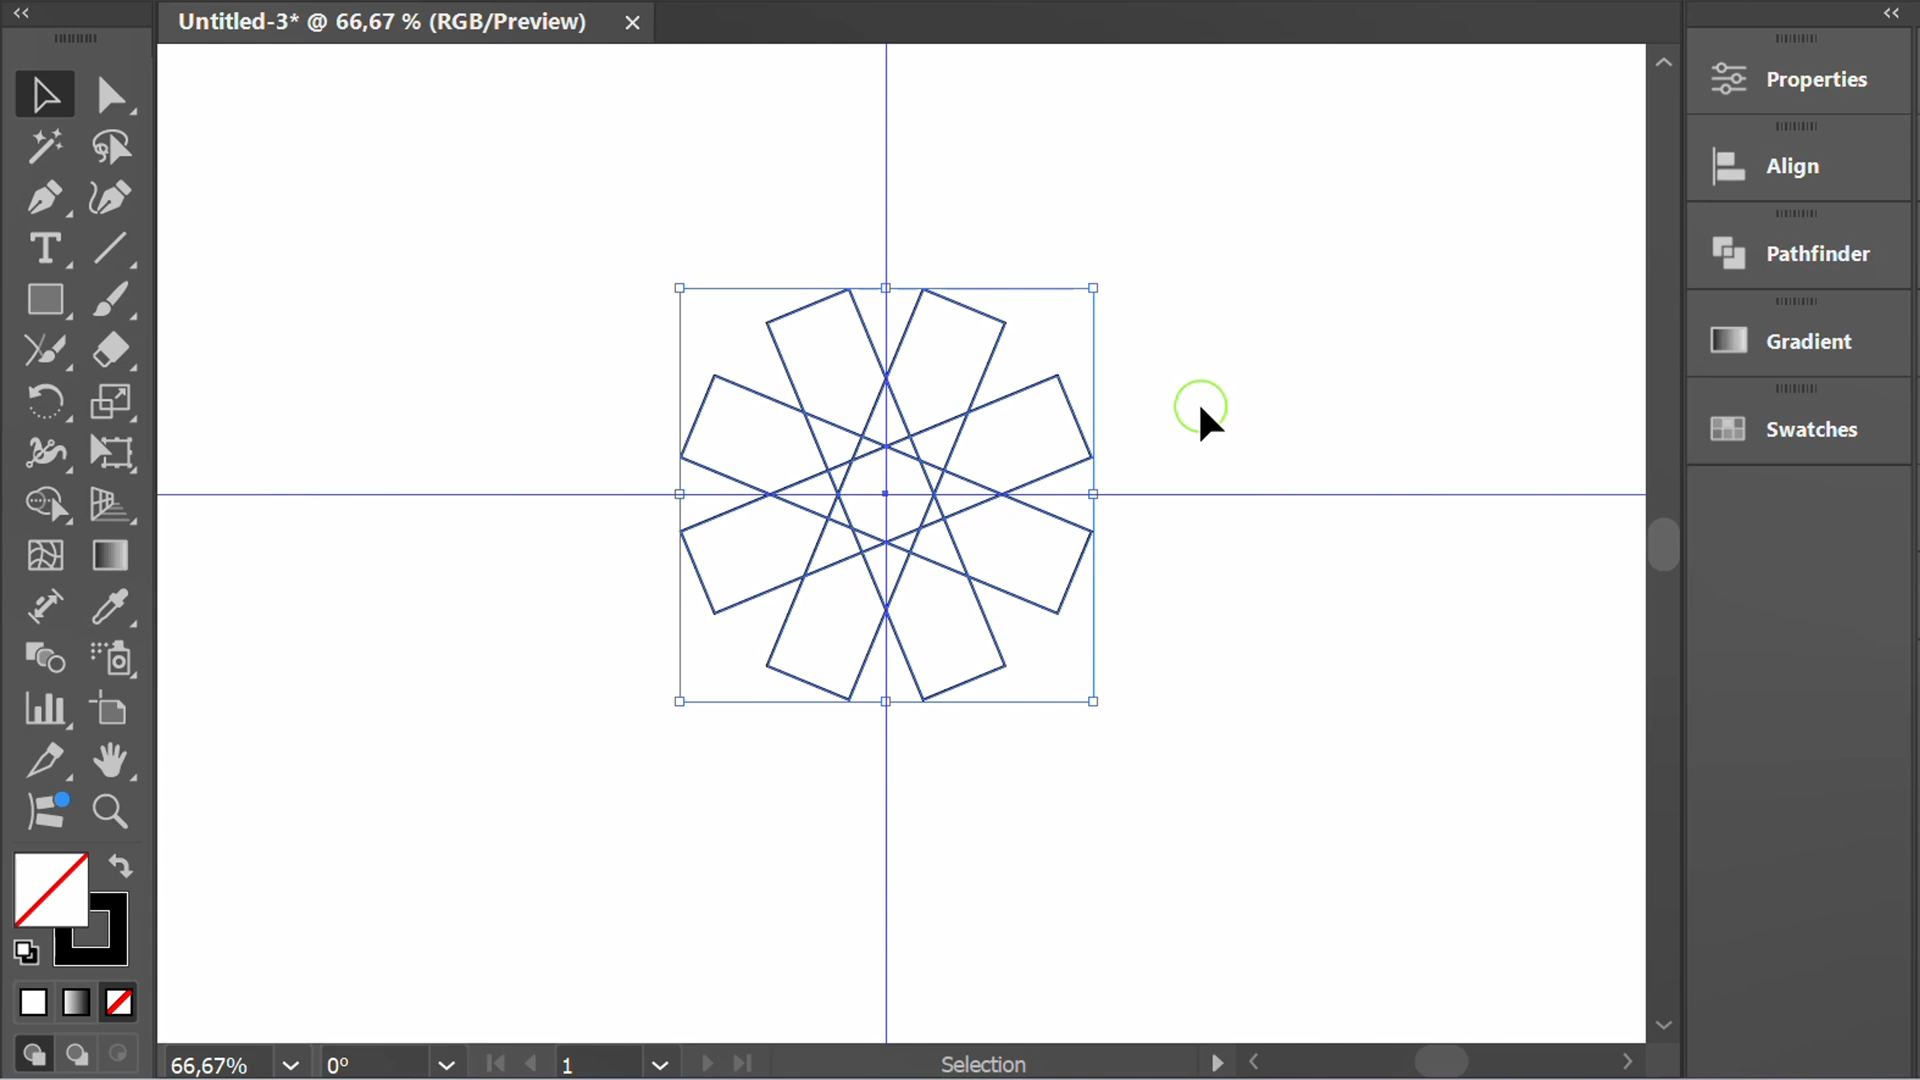 Untitled-3* @ 66,67 % (RGB/Preview)
Properties
Align
Pathfinder
Gradient
Swatches
66,67%
0°
1
Selection